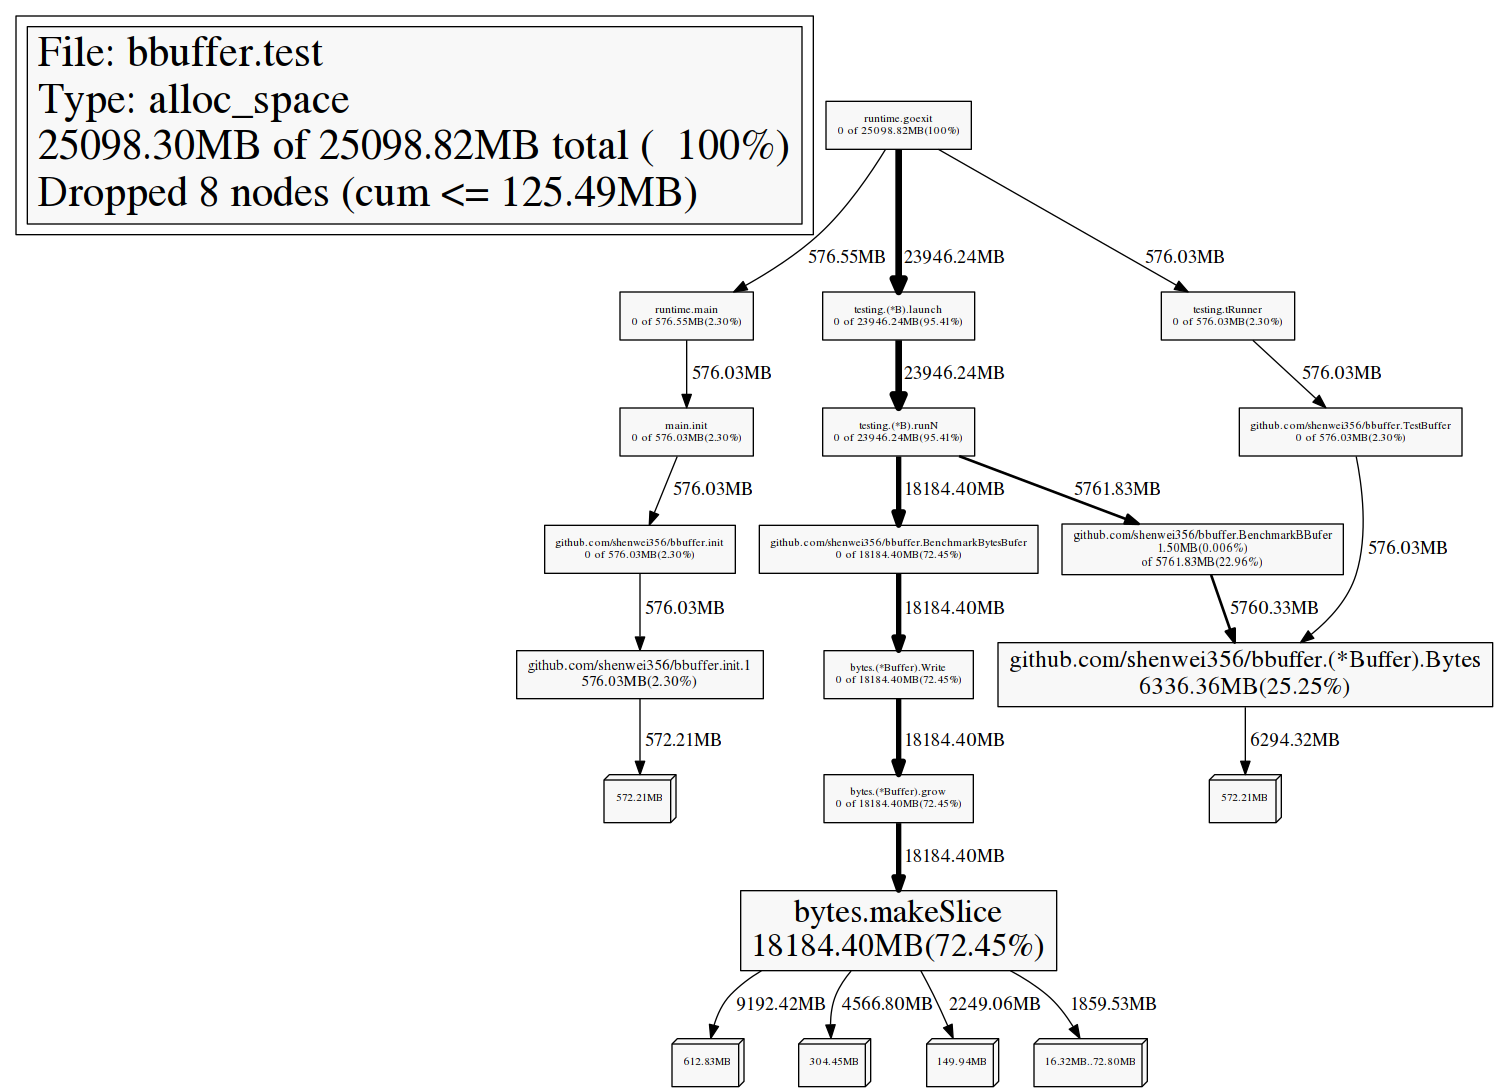 File: bbuffer.test
Type: alloc_space
25098.30MB of 25098.82MB total (  100%)
Dropped 8 nodes (cum <= 125.49MB)
runtime.goexit
0 of 25098.82MB(100%)
576.55MB
23946.24MB
576.03MB
runtime.main
0 of 576.55MB(2.30%)
testing.(*B).launch
0 of 23946.24MB(95.41%)
testing.tRunner
0 of 576.03MB(2.30%)
576.03MB
23946.24MB
576.03MB
main.init
0 of 576.03MB(2.30%)
testing.(*B).runN
0 of 23946.24MB(95.41%)
github.com/shenwei356/bbuffer.TestBuffer
0 of 576.03MB(2.30%)
576.03MB
18184.40MB
5761.83MB
576.03MB
github.com/shenwei356/bbuffer.init
0 of 576.03MB(2.30%)
github.com/shenwei356/bbuffer.BenchmarkBytesBufer
0 of 18184.40MB(72.45%)
github.com/shenwei356/bbuffer.BenchmarkBBufer
1.50MB(0.006%)
of 5761.83MB(22.96%)
576.03MB
18184.40MB
5760.33MB
github.com/shenwei356/bbuffer.init.1
576.03MB(2.30%)
bytes.(*Buffer).Write
0 of 18184.40MB(72.45%)
github.com/shenwei356/bbuffer.(*Buffer).Bytes
6336.36MB(25.25%)
572.21MB
18184.40MB
6294.32MB
572.21MB
bytes.(*Buffer).grow
0 of 18184.40MB(72.45%)
572.21MB
18184.40MB
bytes.makeSlice
18184.40MB(72.45%)
9192.42MB
4566.80MB
2249.06MB
1859.53MB
612.83MB
304.45MB
149.94MB
16.32MB..72.80MB